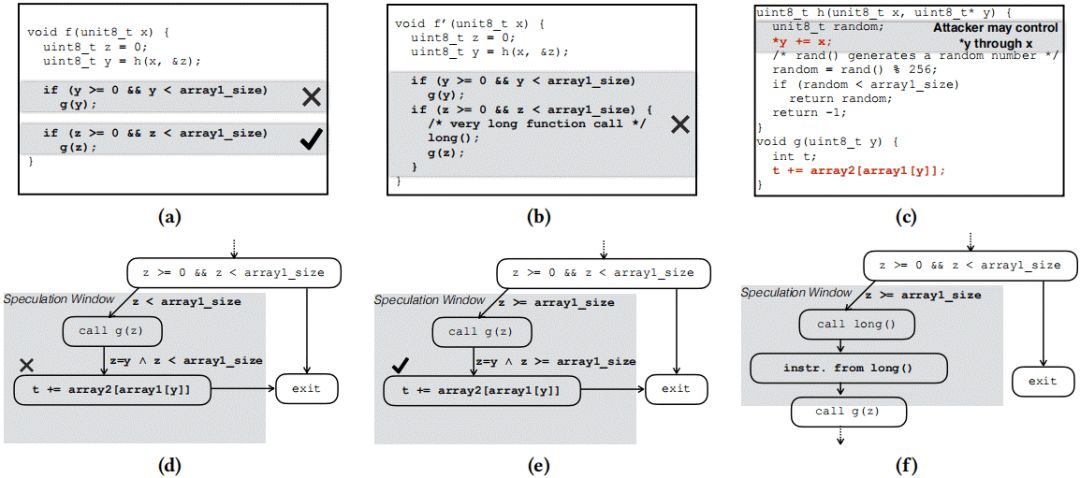 void f(uint8_t x) {
uint8_t z = 0;
uint8_t y = h(x, &z);
if (y >= 0 && y < array1_size)
g(y);
if (z >= 0 && z < array1_size)
g(z);
}
(a)
void f'(unit8_t x) {
uint8_t z = 0;
uint8_t y = h(x, &z);
if (y >= 0 && y < array1_size)
g(y);
if (z >= 0 && z < array1_size) {
/* very long function call */
long();
g(z);
}
}
(b)
uint8_t h(uint8_t x, uint8_t* y) {
unit8_t random;
*y += x;
Attacker may control
*y through x
/* rand() generates a random number */
random = rand() % 256;
if (random < array1_size)
return random;
return -1;
}
void g(uint8_t y) {
int t;
t += array2[array1[y]];
}
(c)
z >= 0 && z < array1_size
Speculation Window
z < array1_size
call g(z)
z=y ∧ z < array1_size
t += array2[array1[y]]
exit
(d)
z >= 0 && z < array1_size
Speculation Window
z >= array1_size
call g(z)
z=y ∧ z >= array1_size
t += array2[array1[y]]
exit
(e)
z >= 0 && z < array1_size
Speculation Window
z >= array1_size
call long()
instr. from long()
exit
call g(z)
(f)